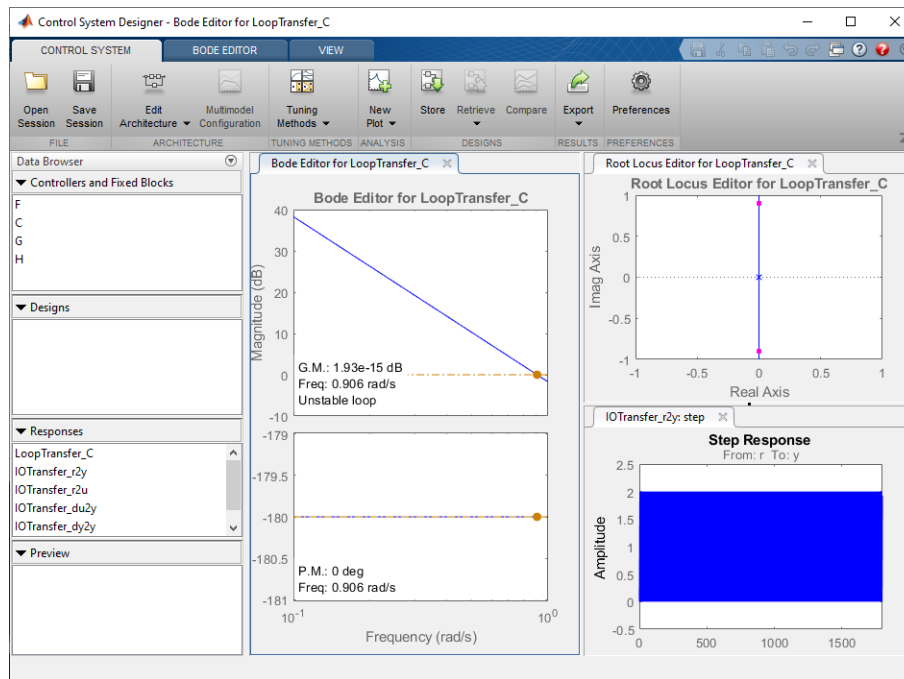 Control System Designer - Bode Editor for LoopTransfer_C
CONTROL SYSTEM
BODE EDITOR
VIEW
Open Session
Save Session
Edit Architecture
Multimodel Configuration
Tuning Methods
New Plot
Store
Retrieve
Compare
Export
Preferences
FILE
ARCHITECTURE
TUNING METHODS
ANALYSIS
DESIGNS
RESULTS
PREFERENCES
Data Browser
Controllers and Fixed Blocks
F
C
G
H
Designs
Responses
LoopTransfer_C
IOTransfer_r2y
IOTransfer_r2u
IOTransfer_du2y
IOTransfer_dy2y
Preview
Bode Editor for LoopTransfer_C
Bode Editor for LoopTransfer_C
40
30
20
10
0
-10
Magnitude (dB)
G.M.: 1.93e-15 dB
Freq: 0.906 rad/s
Unstable loop
-179
-179.5
-180
-180.5
-181
P.M.: 0 deg
Freq: 0.906 rad/s
10^-1
10^0
Frequency (rad/s)
Root Locus Editor for LoopTransfer_C
Root Locus Editor for LoopTransfer_C
1
0.5
0
-0.5
-1
Imag Axis
-1
-0.5
0
0.5
1
Real Axis
IOTransfer_r2y: step
Step Response
From: r To: y
2.5
2
1.5
1
0.5
0
-0.5
Amplitude
0
500
1000
1500